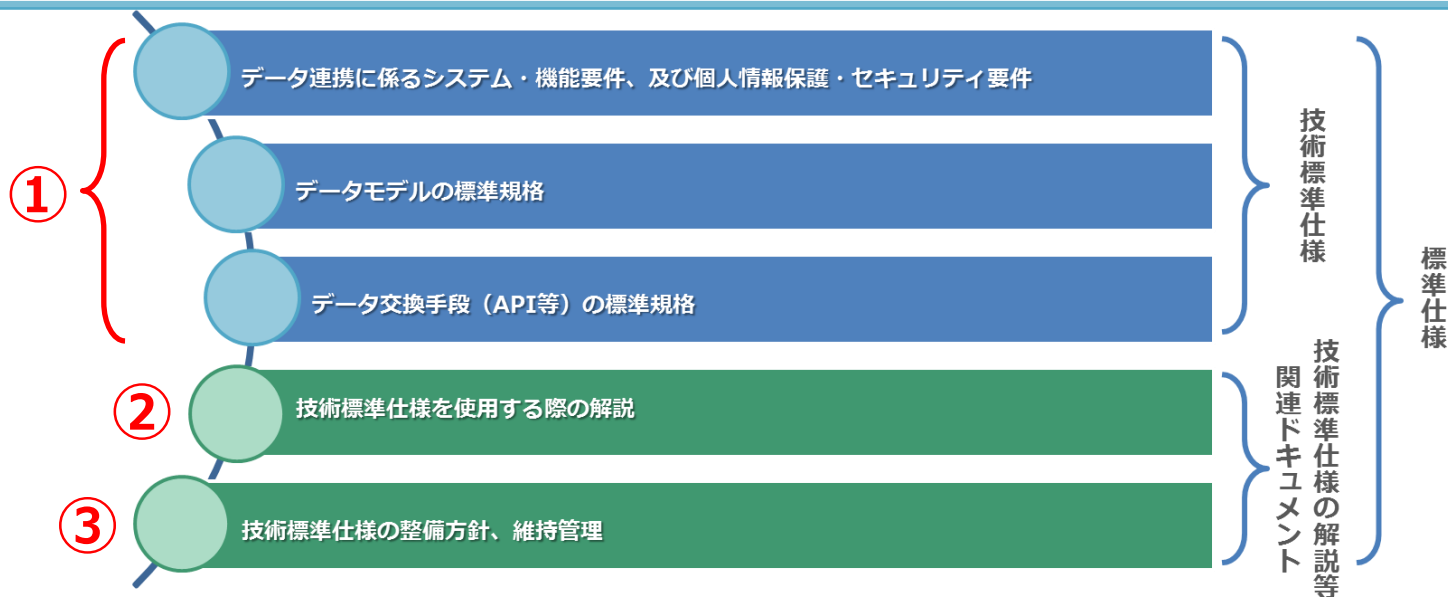 ①
データ連携に係るシステム・機能要件、及び個人情報保護・セキュリティ要件
データモデルの標準規格
データ交換手段（API等）の標準規格
②
技術標準仕様を使用する際の解説
③
技術標準仕様の整備方針、維持管理
技術標準仕様
技術標準仕様の解説等
関連ドキュメント
標準仕様